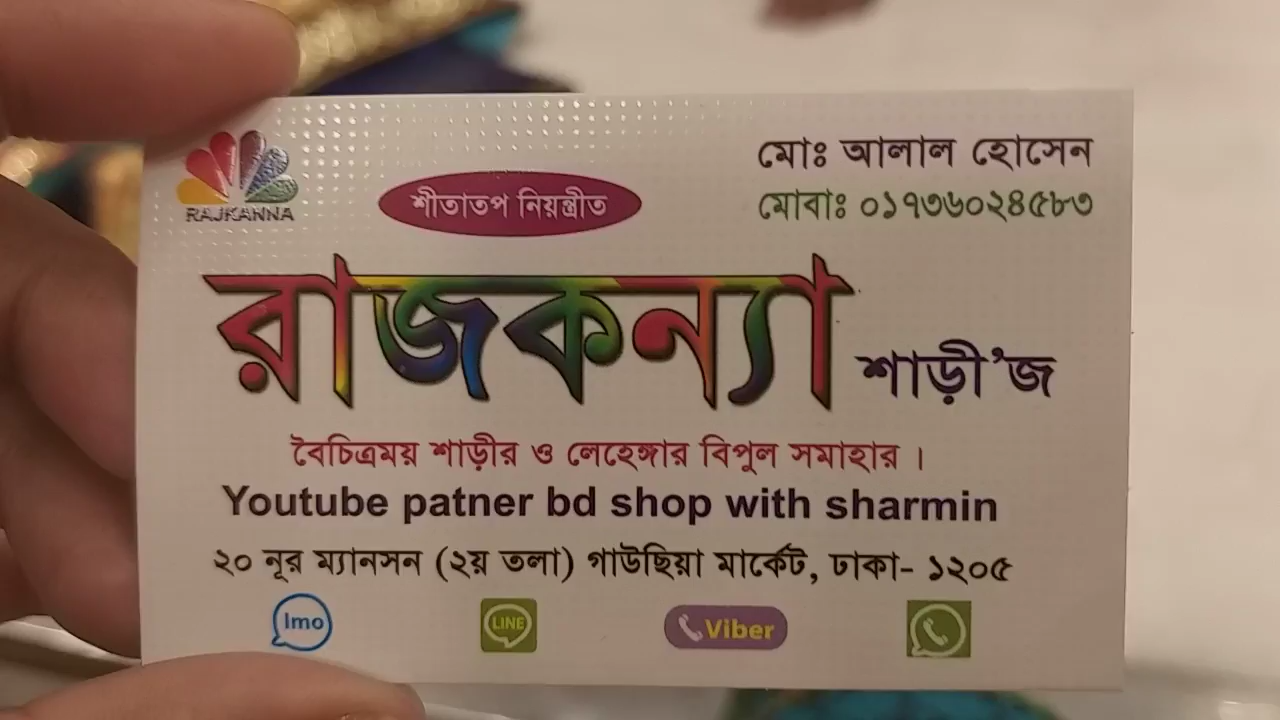 RAJKANNA
শীতাতপ নিয়ন্ত্রীত
মোঃ আলাল হোসেন
মোবাঃ ০১৭৩৬০২৪৫৮৩
রাজকন্যা শাড়ী’জ
বৈচিত্রময় শাড়ীর ও লেহেঙ্গার বিপুল সমাহার ।
Youtube patner bd shop with sharmin
২০ নূর ম্যানসন (২য় তলা) গাউছিয়া মার্কেট, ঢাকা- ১২০৫
Imo LINE Viber